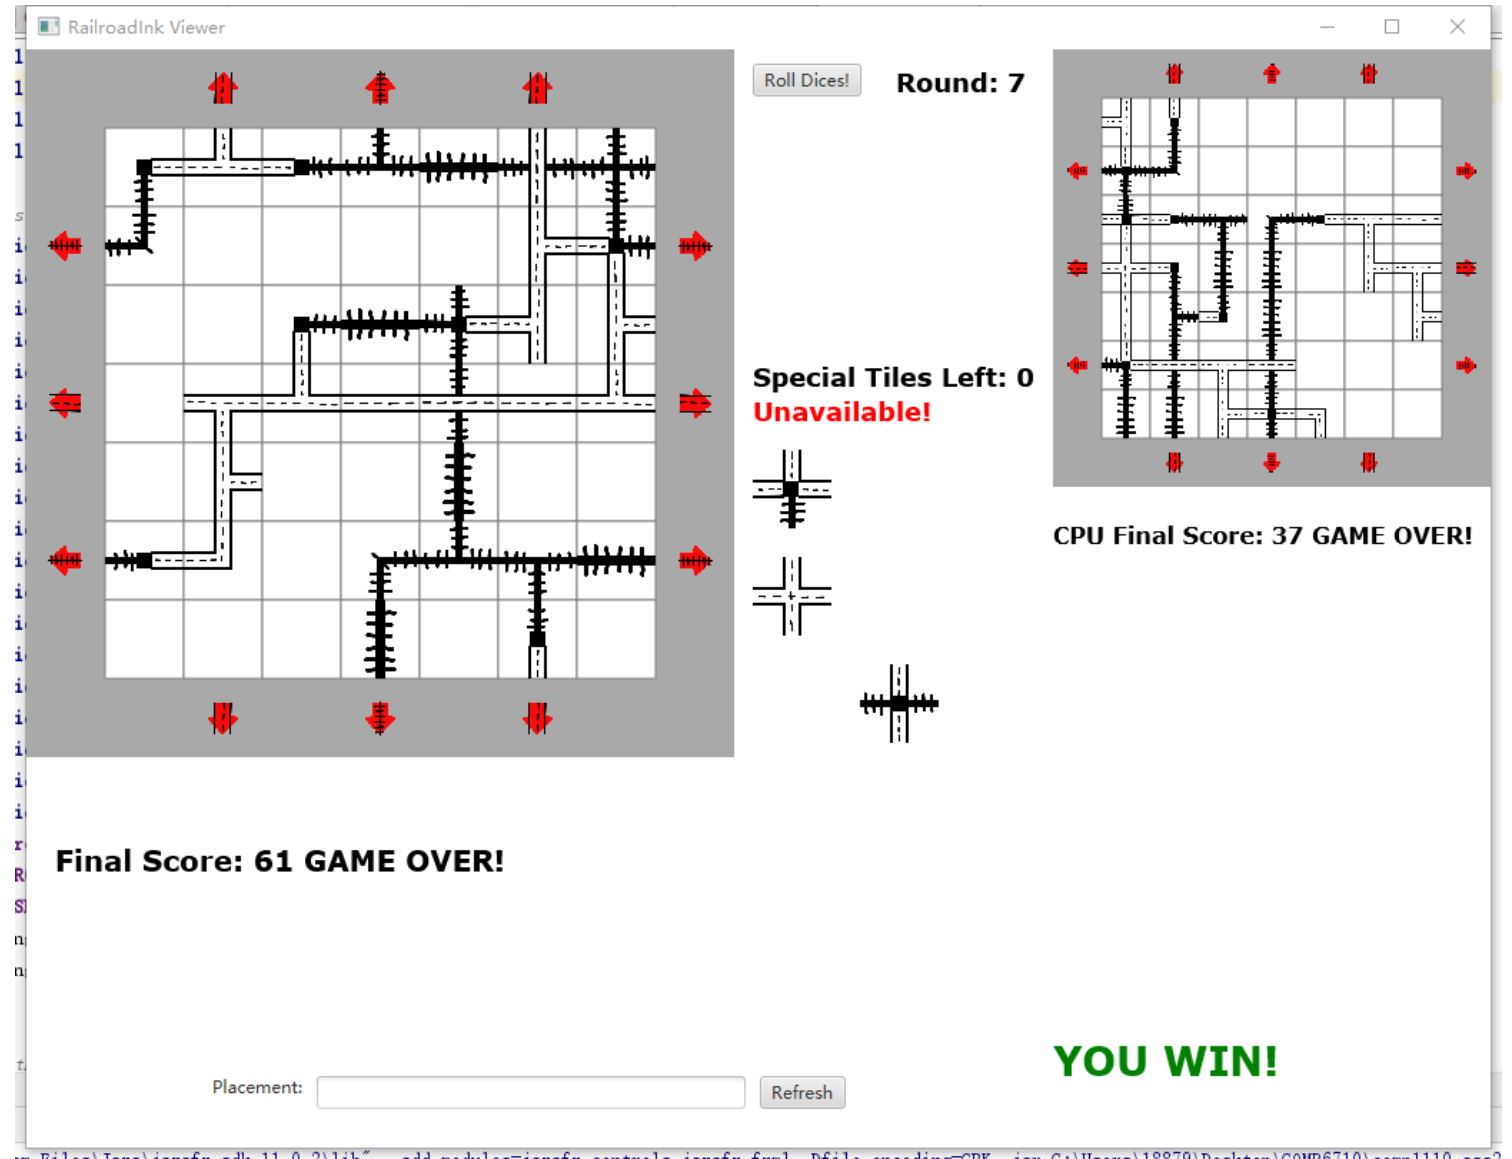 RailroadInk Viewer
Roll Dices!
Round: 7
Special Tiles Left: 0
Unavailable!
CPU Final Score: 37 GAME OVER!
Final Score: 61 GAME OVER!
YOU WIN!
Placement:
Refresh